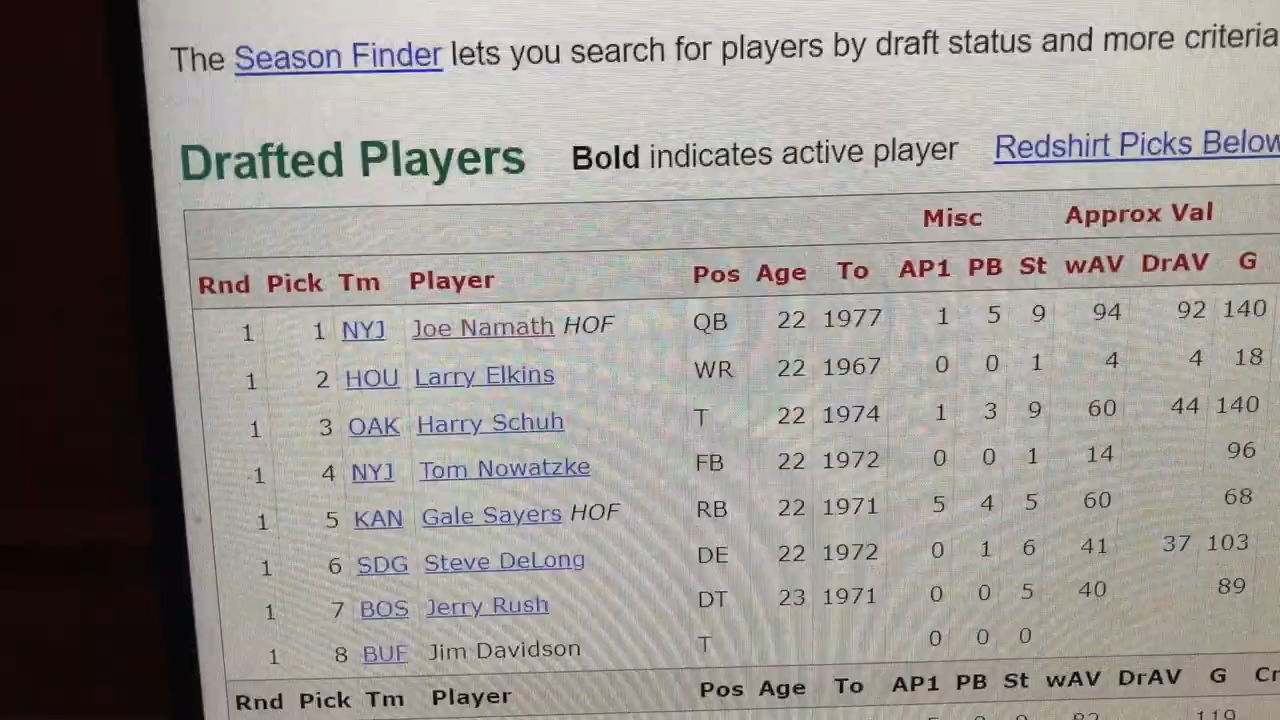 The Season Finder lets you search for players by draft status and more criteria
Drafted Players Bold indicates active player Redshirt Picks Below
Misc Approx Val
Rnd Pick Tm Player Pos Age To AP1 PB St wAV DrAV G
1 1 NYJ Joe Namath HOF QB 22 1977 1 5 9 94 92 140
1 2 HOU Larry Elkins WR 22 1967 0 0 1 4 4 18
1 3 OAK Harry Schuh T 22 1974 1 3 9 60 44 140
1 4 NYJ Tom Nowatzke FB 22 1972 0 0 1 14 96
1 5 KAN Gale Sayers HOF RB 22 1971 5 4 5 60 68
1 6 SDG Steve DeLong DE 22 1972 0 1 6 41 37 103
1 7 BOS Jerry Rush DT 23 1971 0 0 5 40 89
1 8 BUF Jim Davidson T 0 0 0
Rnd Pick Tm Player Pos Age To AP1 PB St wAV DrAV G